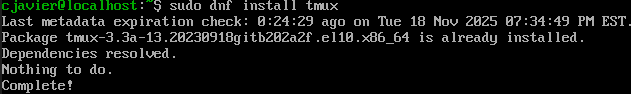 cjavier@localhost:~$ sudo dnf install tmux
Last metadata expiration check: 0:24:29 ago on Tue 18 Nov 2025 07:34:49 PM EST.
Package tmux-3.3a-13.20230918gitb202a2f.el10.x86_64 is already installed.
Dependencies resolved.
Nothing to do.
Complete!